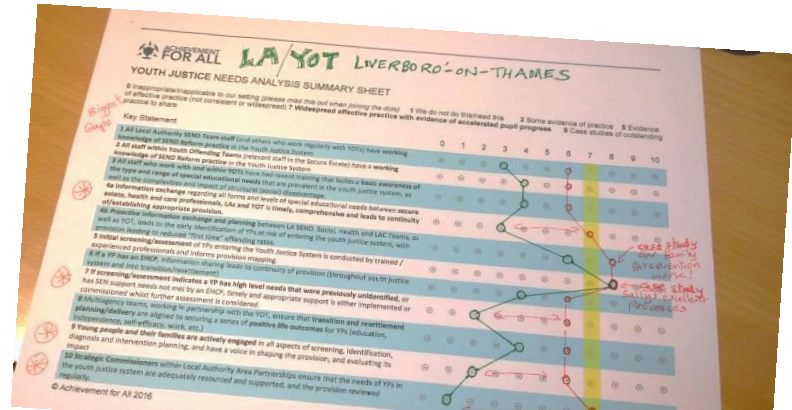 ACHIEVEMENT
FOR ALL
LA/YOT LIVERBORO'-ON-THAMES
YOUTH JUSTICE NEEDS ANALYSIS SUMMARY SHEET
0 Inappropriate/inapplicable to our setting (please miss this out when joining the dots) 1 We do not do this/need this 3 Some evidence of practice 5 Evidence
of effective practice (not consistent or widespread) 7 Widespread effective practice with evidence of accelerated pupil progress 9 Case studies of outstanding
practice to share
Biggest
Gaps
Key Statement
0 1 2 3 4 5 6 7 8 9 10
1 All Local Authority SEND Team staff (and others who work regularly with YOTs) have working
knowledge of SEND Reform practice in the Youth Justice System
2 All staff within Youth Offending Teams (relevant staff in the Secure Estate) have a working
knowledge of SEND Reform practice in the Youth Justice System
3 All staff who work with and within YOTs have had recent training that builds a basic awareness of
the type and range of special educational needs that are prevalent in the youth justice system, as
well as the complexities and impact of structural (social) disadvantage.
4a Information exchange regarding all forms and levels of special educational needs between secure
estate, health and care professionals, LAs and YOT is timely, comprehensive and leads to continuity
of/establishing appropriate provision.
4b Proactive information exchange and planning between LA SEND, Social, Health and LAC Teams, as
well as YOT, leads to the early identification of YPs at risk of entering the youth justice system, with
provision leading to reduced "first time" offending rates.
5 Initial screening/assessment of YPs entering the Youth Justice System is conducted by trained /
experienced professionals and informs provision mapping.
6 If a YP has an EHCP, information sharing leads to continuity of provision (throughout youth justice
system and into transition/resettlement)
7 If screening/assessment indicates a YP has high level needs that were previously unidentified, or
has SEN support needs not met by an EHCP, timely and appropriate support is either implemented or
commissioned whilst further assessment is considered.
8 Multiagency teams, working in partnership with the YOT, ensure that transition and resettlement
planning/delivery are aligned to securing a series of positive life outcomes for YPs (education,
independence, self-efficacy, work, etc.)
9 Young people and their families are actively engaged in all aspects of screening, identification,
diagnosis and intervention planning, and have a voice in shaping the provision, and evaluating its
impact
10 Strategic Commissioners within Local Authority Area Partnerships ensure that the needs of YPs in
the youth justice system are adequately resourced and supported, and the provision reviewed
regularly.
case study
our family
intervention
work!
case study
excellent
processes
© Achievement for All 2016